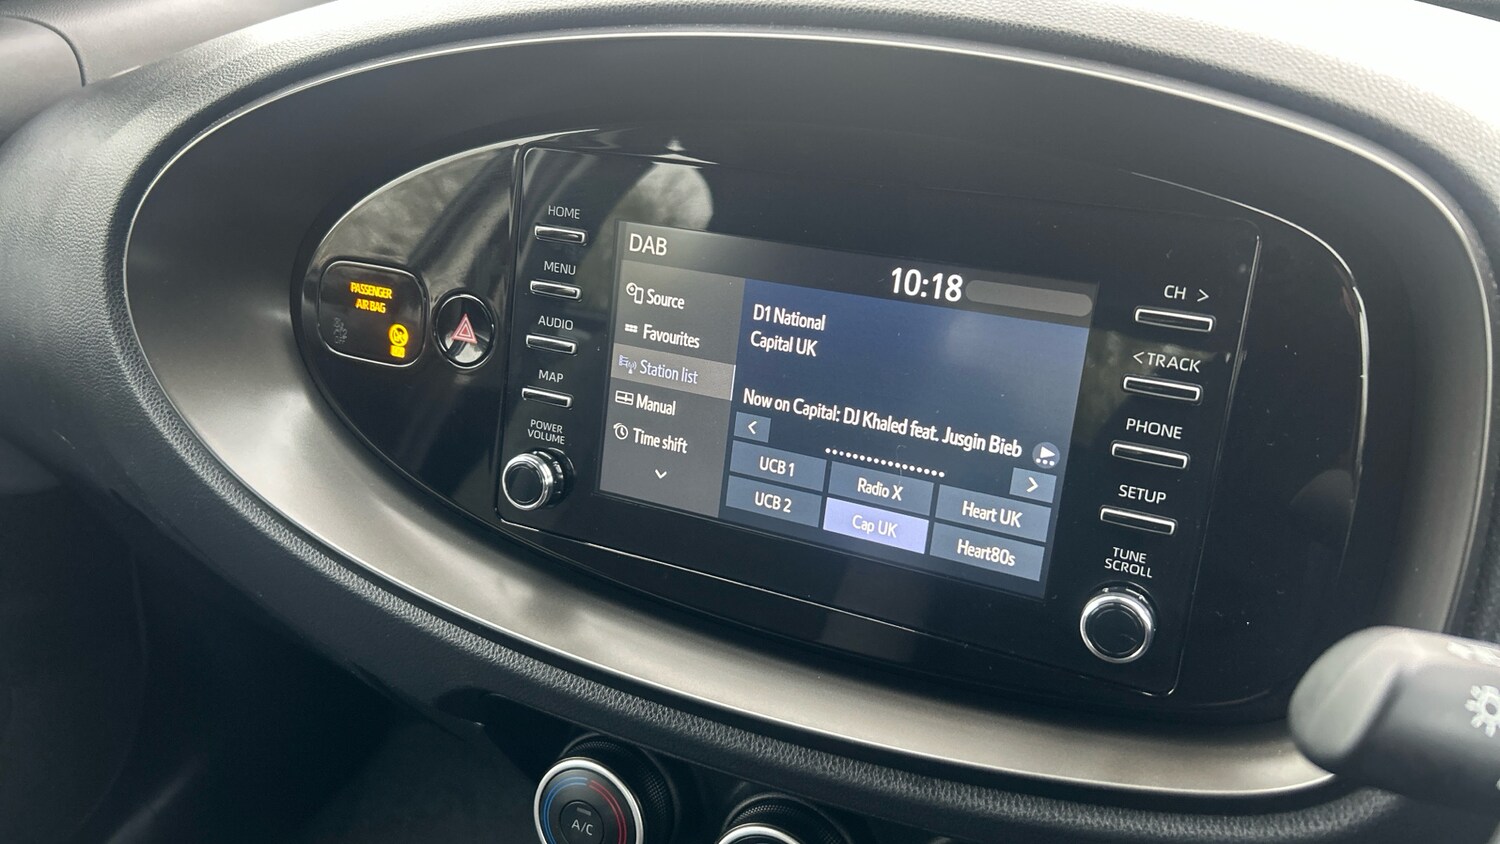 PASSENGER
AIR BAG
HOME
MENU
AUDIO
MAP
POWER
VOLUME
DAB
10:18
Source
Favourites
Station list
Manual
Time shift
D1 National
Capital UK
Now on Capital: DJ Khaled feat. Jusgin Bieb
UCB 1
Radio X
Heart UK
UCB 2
Cap UK
Heart80s
CH >
< TRACK
PHONE
SETUP
TUNE
SCROLL
A/C